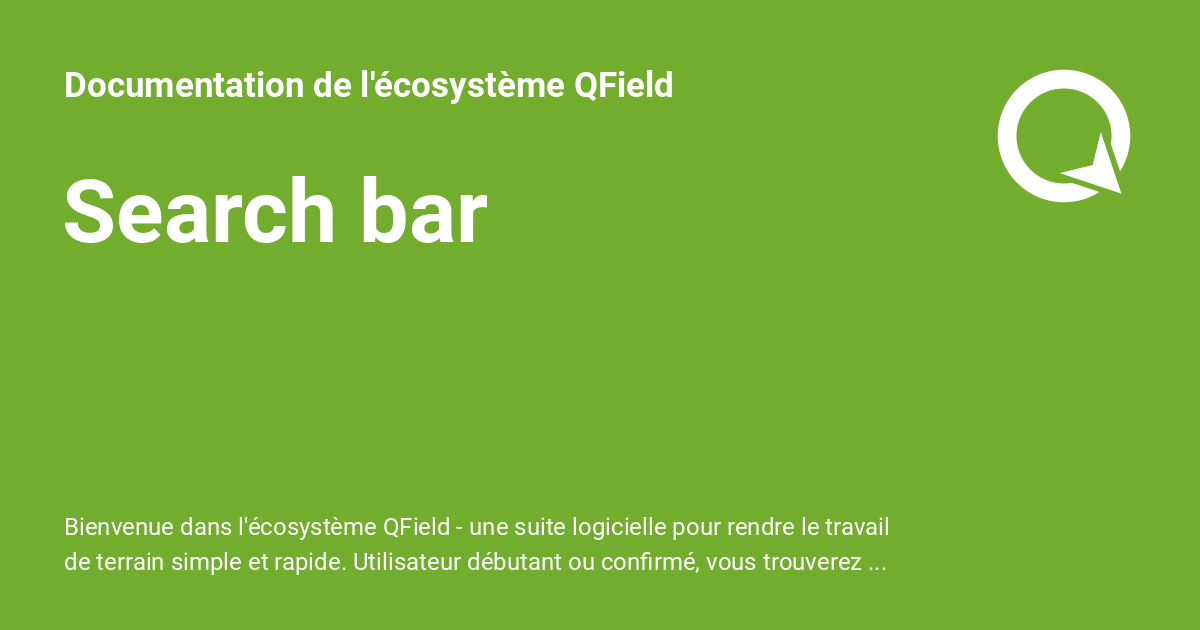 Documentation de l'écosystème QField
Search bar
Bienvenue dans l'écosystème QField - une suite logicielle pour rendre le travail
de terrain simple et rapide. Utilisateur débutant ou confirmé, vous trouverez ...